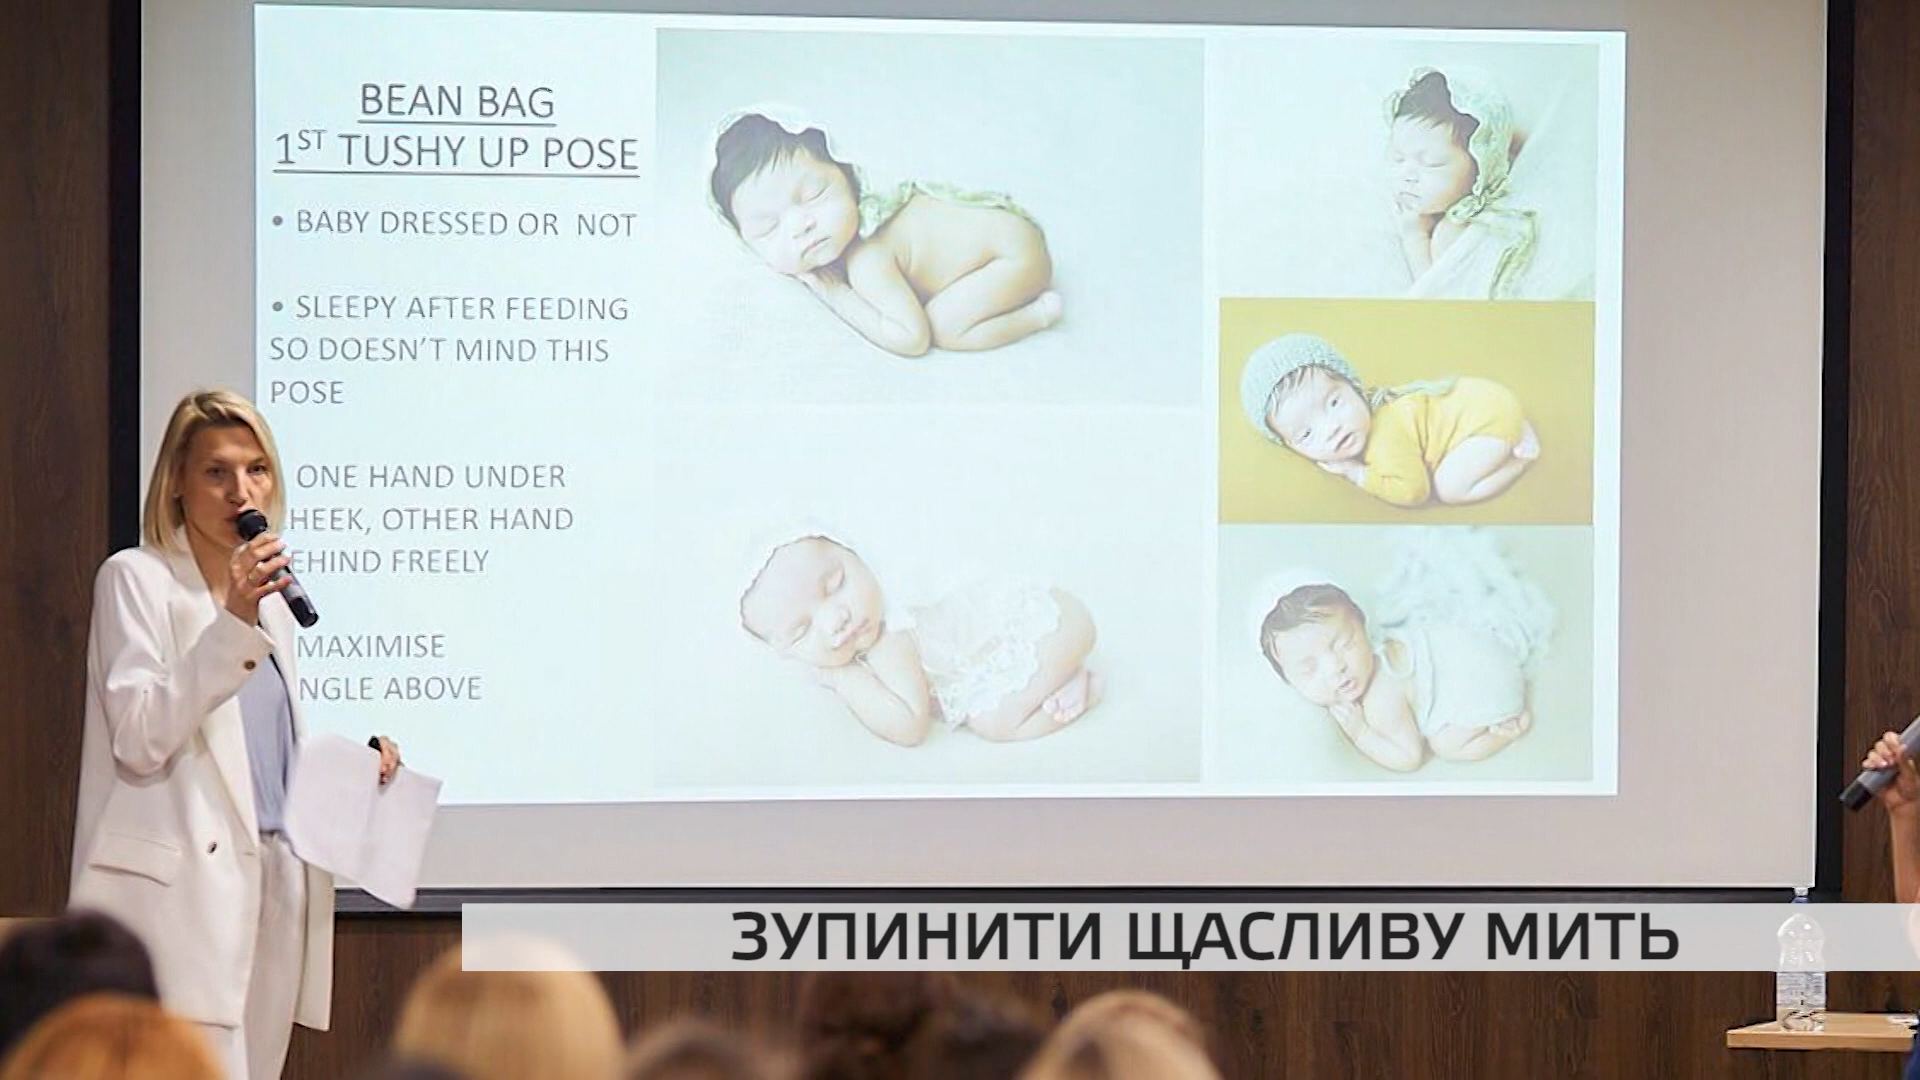 BEAN BAG
1ST TUSHY UP POSE
• BABY DRESSED OR NOT
• SLEEPY AFTER FEEDING
SO DOESN'T MIND THIS
POSE
ONE HAND UNDER
HEEK, OTHER HAND
EHIND FREELY
MAXIMISE
NGLE ABOVE
ЗУПИНИТИ ЩАСЛИВУ МИТЬ